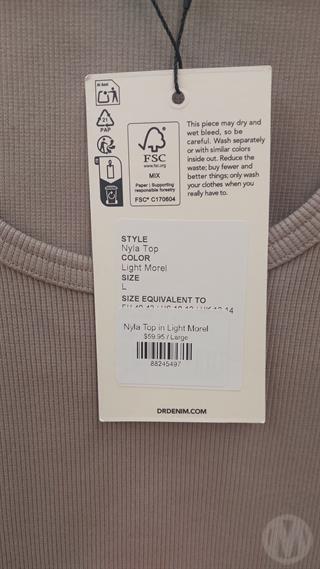 21
PAP
FSC
www.fsc.org
MIX
Paper | Supporting
responsible forestry
FSC® C170604
This piece may dry and
wet bleed, so be
careful. Wash separately
or with similar colors
inside out. Reduce the
waste; buy fewer and
better things; only wash
your clothes when you
really have to.
STYLE
Nyla Top
COLOR
Light Morel
SIZE
L
SIZE EQUIVALENT TO
Nyla Top in Light Morel
$59.95 / Large
88245497
DRDENIM.COM
M